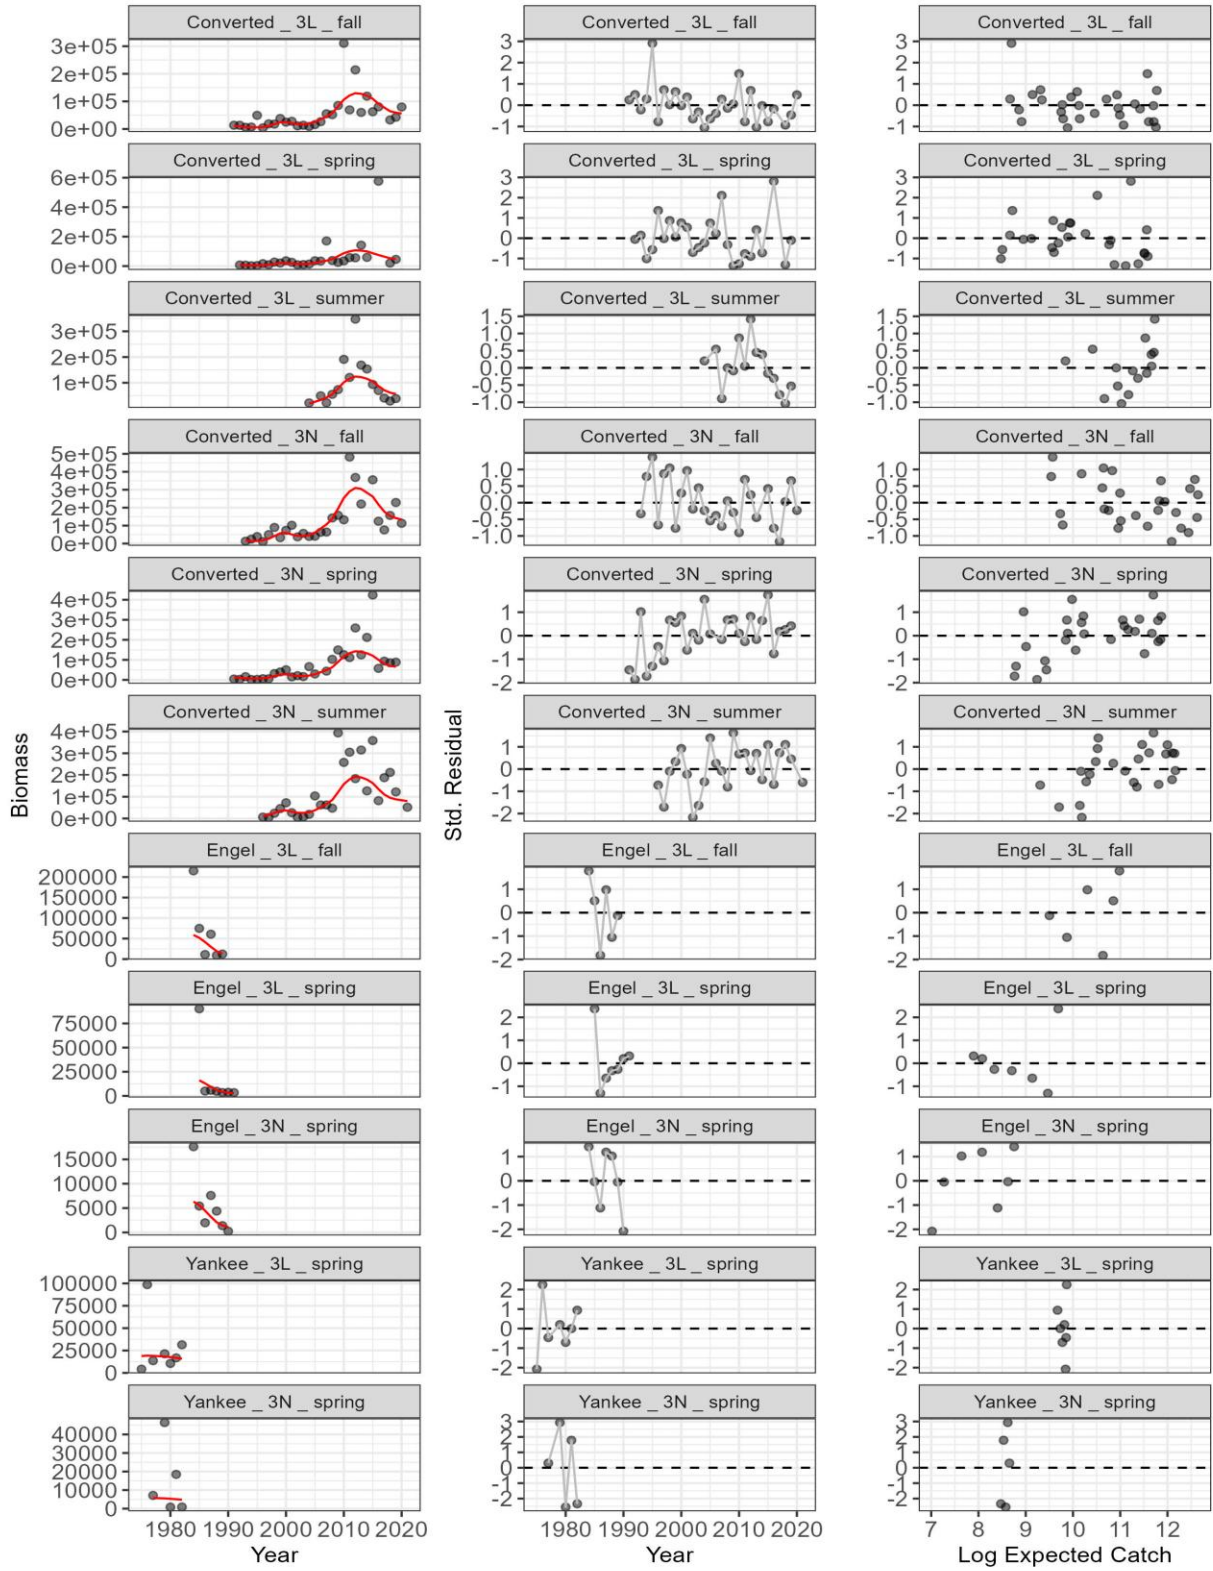 Biomass
Converted _ 3L _ fall
3e+05
2e+05
1e+05
0e+00
Converted _ 3L _ spring
6e+05
4e+05
2e+05
0e+00
Converted _ 3L _ summer
3e+05
2e+05
1e+05
Converted _ 3N _ fall
5e+05
4e+05
3e+05
2e+05
1e+05
0e+00
Converted _ 3N _ spring
4e+05
3e+05
2e+05
1e+05
0e+00
Converted _ 3N _ summer
4e+05
3e+05
2e+05
1e+05
0e+00
Engel _ 3L _ fall
200000
150000
100000
50000
0
Engel _ 3L _ spring
75000
50000
25000
0
Engel _ 3N _ spring
15000
10000
5000
0
Yankee _ 3L _ spring
100000
75000
50000
25000
0
Yankee _ 3N _ spring
40000
30000
20000
10000
0
1980 1990 2000 2010 2020
Year
Std. Residual
Converted _ 3L _ fall
3
2
1
0
-1
Converted _ 3L _ spring
3
2
1
0
-1
Converted _ 3L _ summer
1.5
1.0
0.5
0.0
-0.5
-1.0
Converted _ 3N _ fall
1.0
0.5
0.0
-0.5
-1.0
Converted _ 3N _ spring
1
0
-1
-2
Converted _ 3N _ summer
1
0
-1
-2
Engel _ 3L _ fall
1
0
-1
-2
Engel _ 3L _ spring
2
1
0
-1
Engel _ 3N _ spring
1
0
-1
-2
Yankee _ 3L _ spring
2
1
0
-1
-2
Yankee _ 3N _ spring
3
2
1
0
-1
-2
1980 1990 2000 2010 2020
Year
Converted _ 3L _ fall
3
2
1
0
-1
Converted _ 3L _ spring
3
2
1
0
-1
Converted _ 3L _ summer
1.5
1.0
0.5
0.0
-0.5
-1.0
Converted _ 3N _ fall
1.0
0.5
0.0
-0.5
-1.0
Converted _ 3N _ spring
1
0
-1
-2
Converted _ 3N _ summer
1
0
-1
-2
Engel _ 3L _ fall
1
0
-1
-2
Engel _ 3L _ spring
2
1
0
-1
Engel _ 3N _ spring
1
0
-1
-2
Yankee _ 3L _ spring
2
1
0
-1
-2
Yankee _ 3N _ spring
3
2
1
0
-1
-2
7 8 9 10 11 12
Log Expected Catch